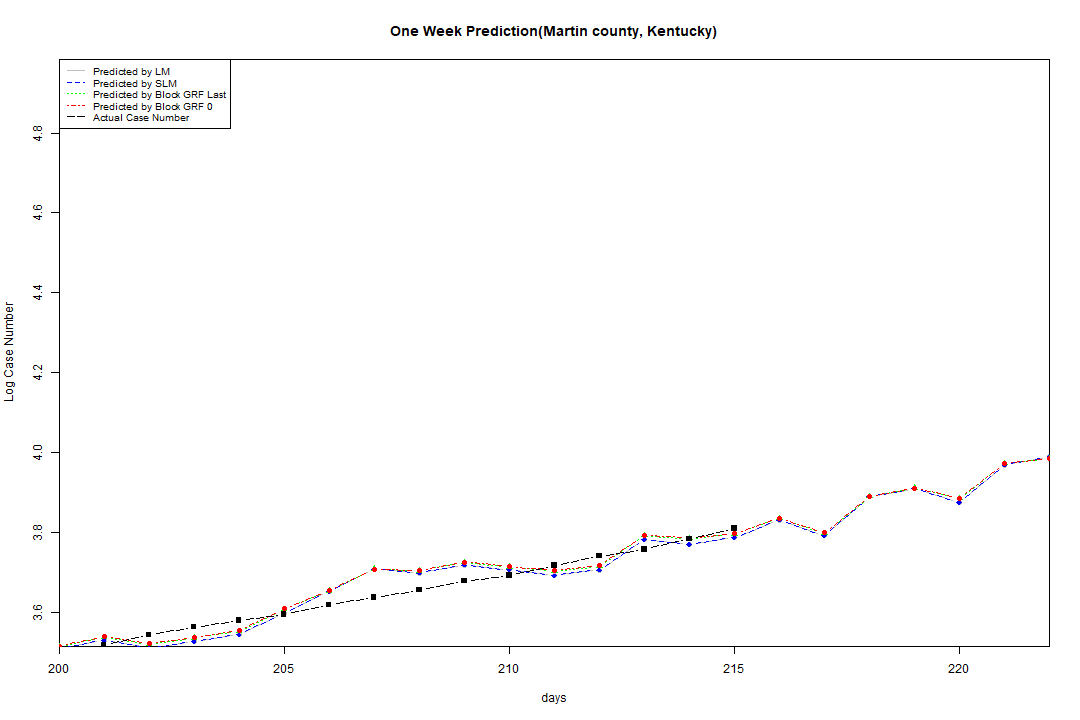 One Week Prediction(Martin county, Kentucky)
Predicted by LM
Predicted by SLM
Predicted by Block GRF Last
Predicted by Block GRF 0
Actual Case Number
4.8
4.6
4.4
4.2
4.0
3.8
3.6
Log Case Number
200 205 210 215 220
days